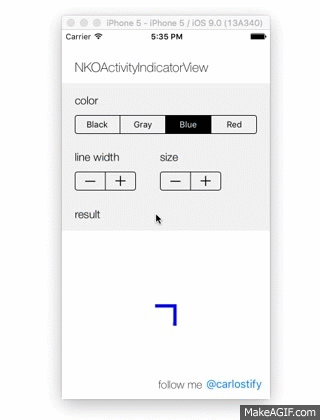 iPhone 5 - iPhone 5 / iOS 9.0 (13A340)
Carrier 5:35 PM
NKOActivityIndicatorView
color
Black Gray Blue Red
line width size
− + − +
result
follow me @carlostify
MakeAGIF.com